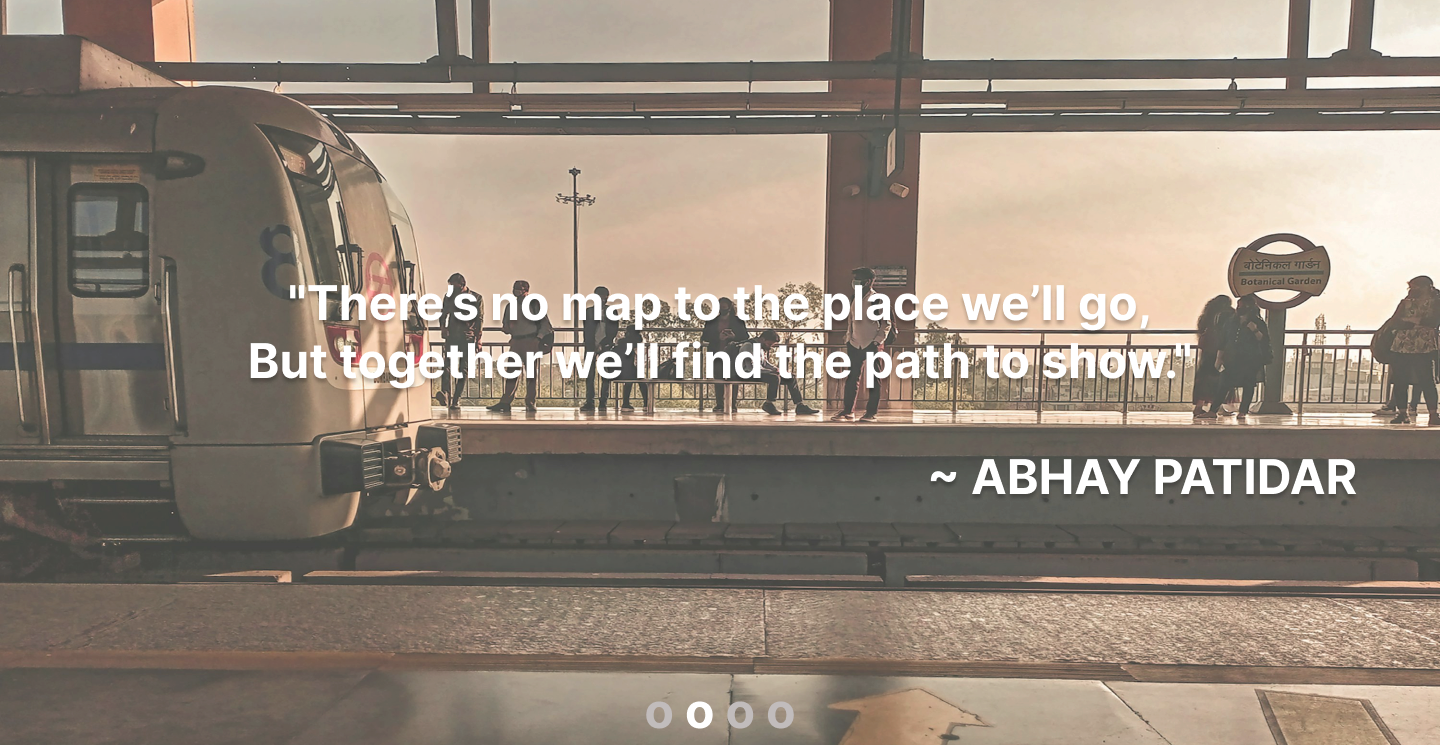 8
बोटेनिकल गार्डन
Botanical Garden
"There’s no map to the place we’ll go,
But together we’ll find the path to show."
~ ABHAY PATIDAR